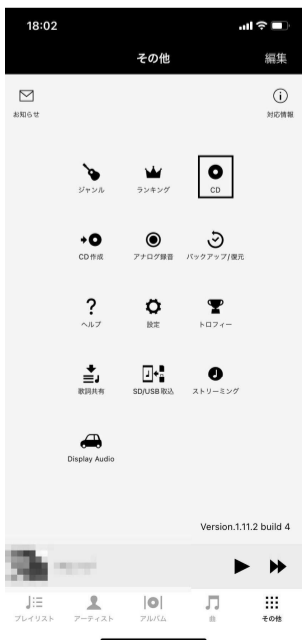 18:02
その他
編集
お知らせ
対応情報
ジャンル
ランキング
CD
CD作成
アナログ録音
バックアップ/復元
ヘルプ
設定
トロフィー
歌詞共有
SD/USB取込
ストリーミング
Display Audio
Version.1.11.2 build 4
プレイリスト
アーティスト
アルバム
曲
その他